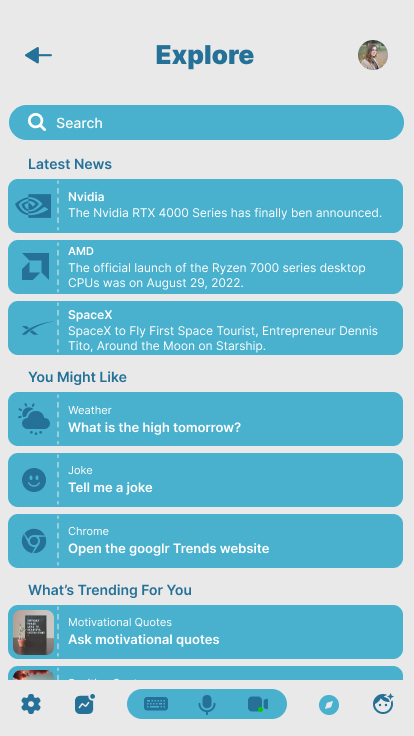 Explore
Search
Latest News
Nvidia
The Nvidia RTX 4000 Series has finally ben announced.
AMD
The official launch of the Ryzen 7000 series desktop
CPUs was on August 29, 2022.
SpaceX
SpaceX to Fly First Space Tourist, Entrepreneur Dennis
Tito, Around the Moon on Starship.
You Might Like
Weather
What is the high tomorrow?
Joke
Tell me a joke
Chrome
Open the googlr Trends website
What's Trending For You
Motivational Quotes
Ask motivational quotes